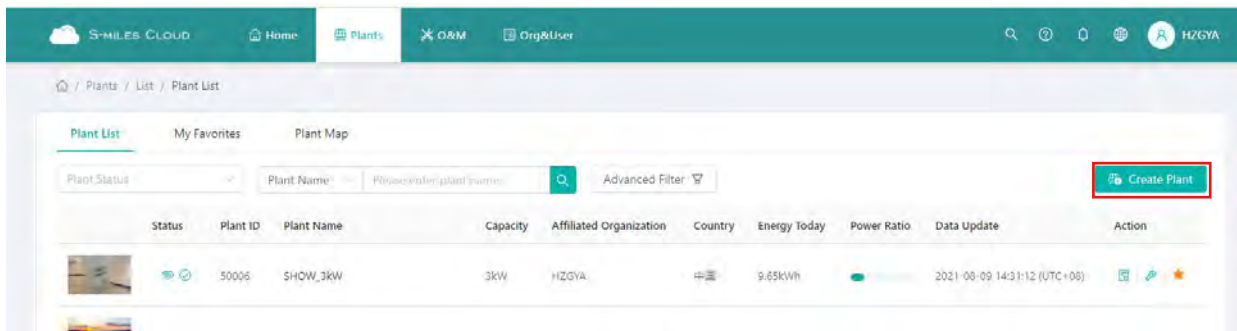 S-MILES CLOUD Home Plants O&M Org&User HZGYA
/ Plants / List / Plant List
Plant List My Favorites Plant Map
Plant Status Plant Name Please enter plant name Advanced Filter Create Plant
Status Plant ID Plant Name Capacity Affiliated Organization Country Energy Today Power Ratio Data Update Action
50006 SHOW_3kW 3kW HZGYA 中国 9.65kWh 2021-08-09 14:31:12 (UTC+08)